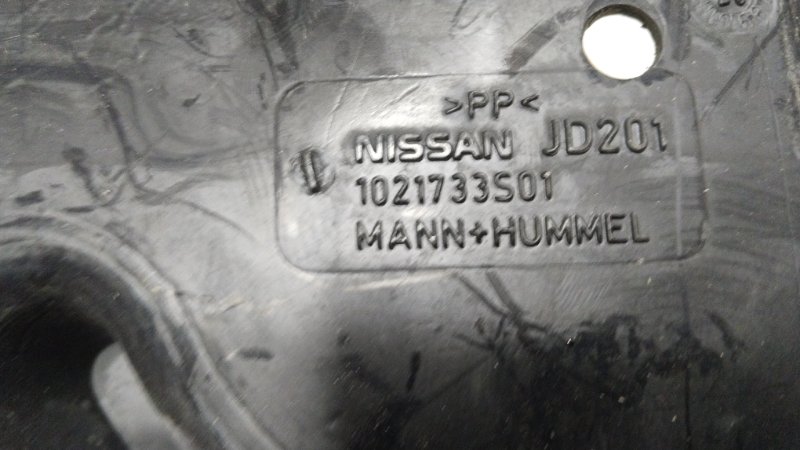 >PP<
NISSAN JD201
1021733S01
MANN+HUMMEL